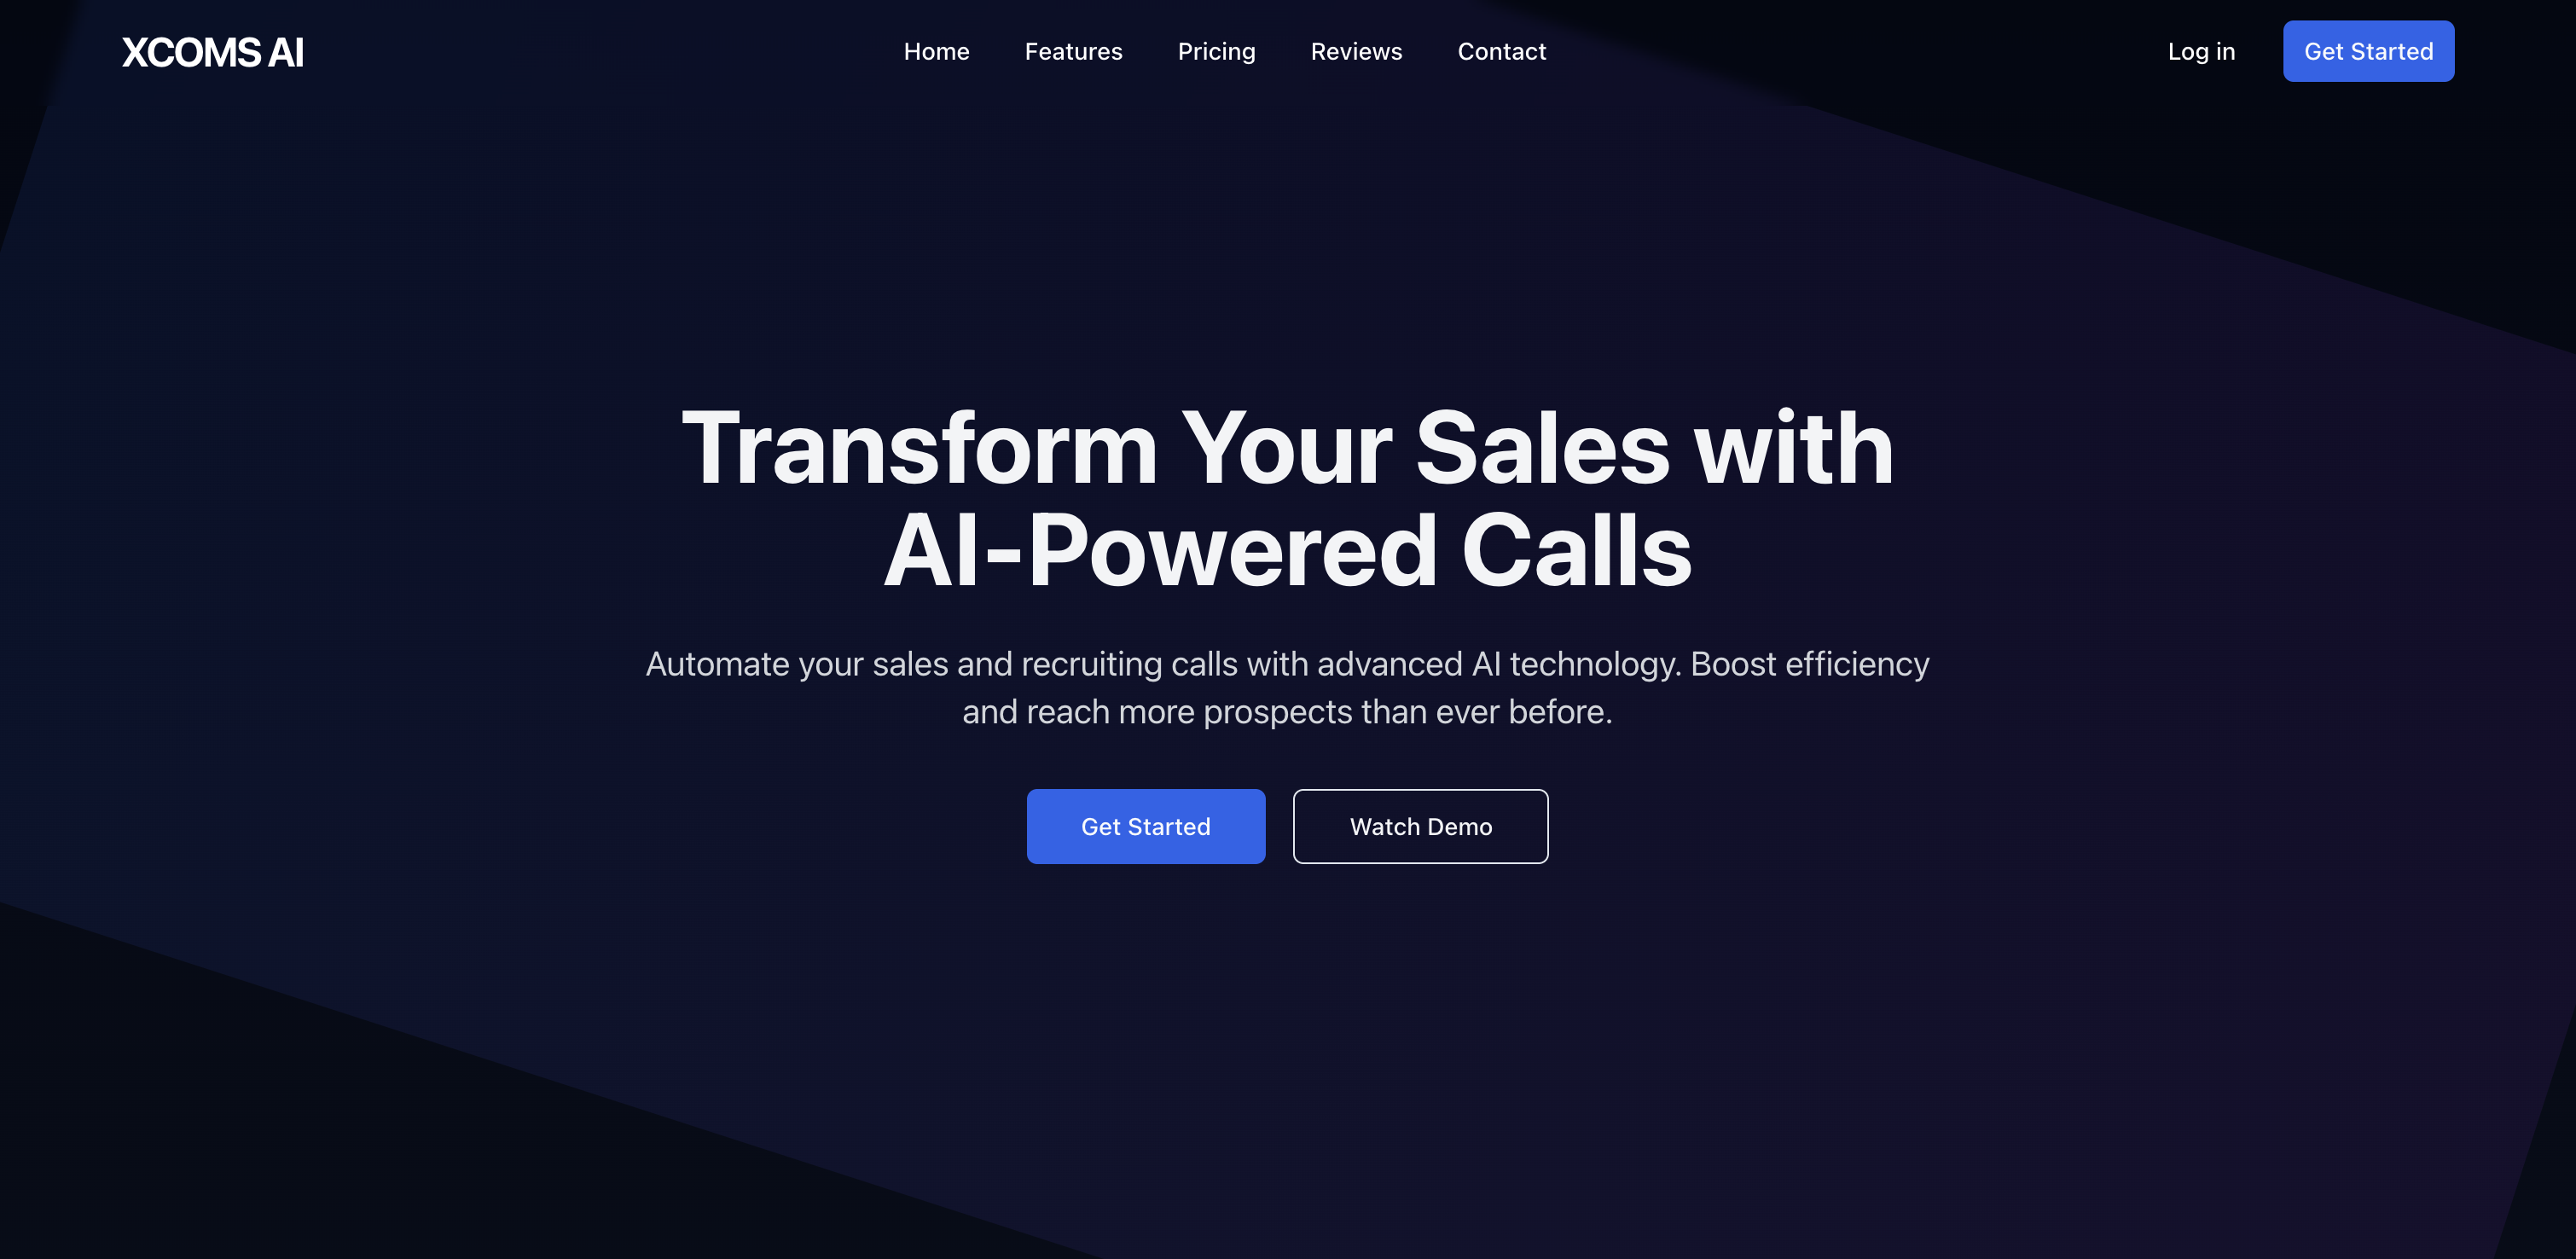 XCOMS AI
Home Features Pricing Reviews Contact
Log in Get Started
Transform Your Sales with
AI-Powered Calls
Automate your sales and recruiting calls with advanced AI technology. Boost efficiency
and reach more prospects than ever before.
Get Started Watch Demo